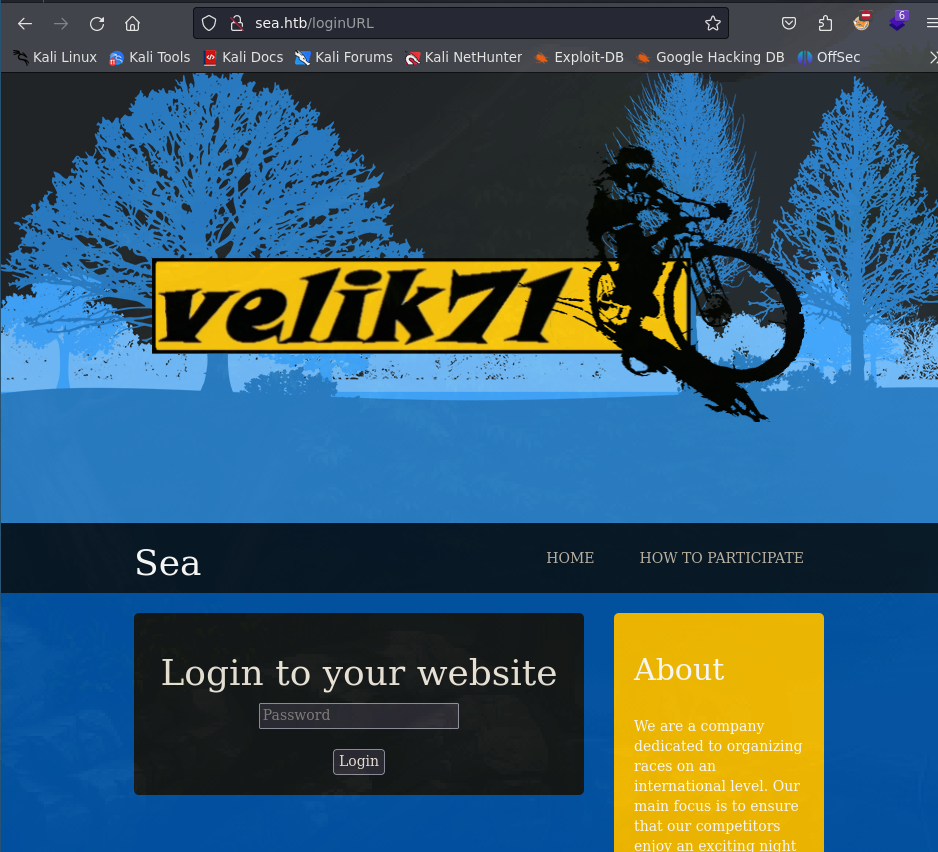 sea.htb/loginURL
6
Kali Linux Kali Tools Kali Docs Kali Forums Kali NetHunter Exploit-DB Google Hacking DB OffSec
velik71
Sea HOME HOW TO PARTICIPATE
Login to your website
Password
Login
About
We are a company
dedicated to organizing
races on an
international level. Our
main focus is to ensure
that our competitors
enjoy an exciting night